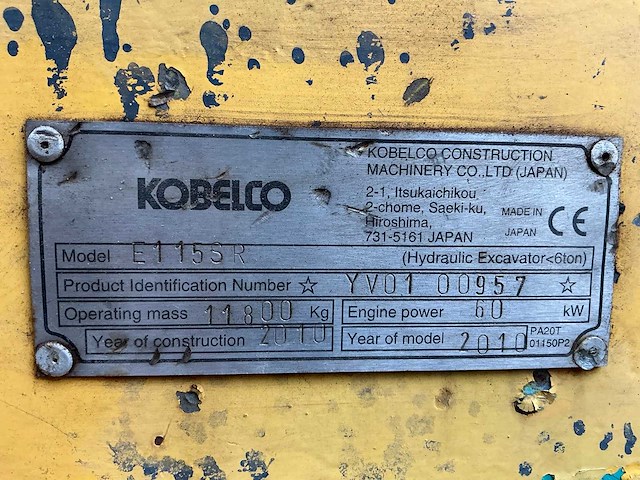 KOBELCO
KOBELCO CONSTRUCTION
MACHINERY CO.,LTD (JAPAN)
2-1, Itsukaichikou
2-chome, Saeki-ku,
Hiroshima,
731-5161 JAPAN
MADE IN
JAPAN
CE
Model E115SR (Hydraulic Excavator<6ton)
Product Identification Number ☆ YV01 00957 ☆
Operating mass 11800 Kg
Engine power 60 kW
Year of construction 2010
Year of model 2010
PA20T
01150P2